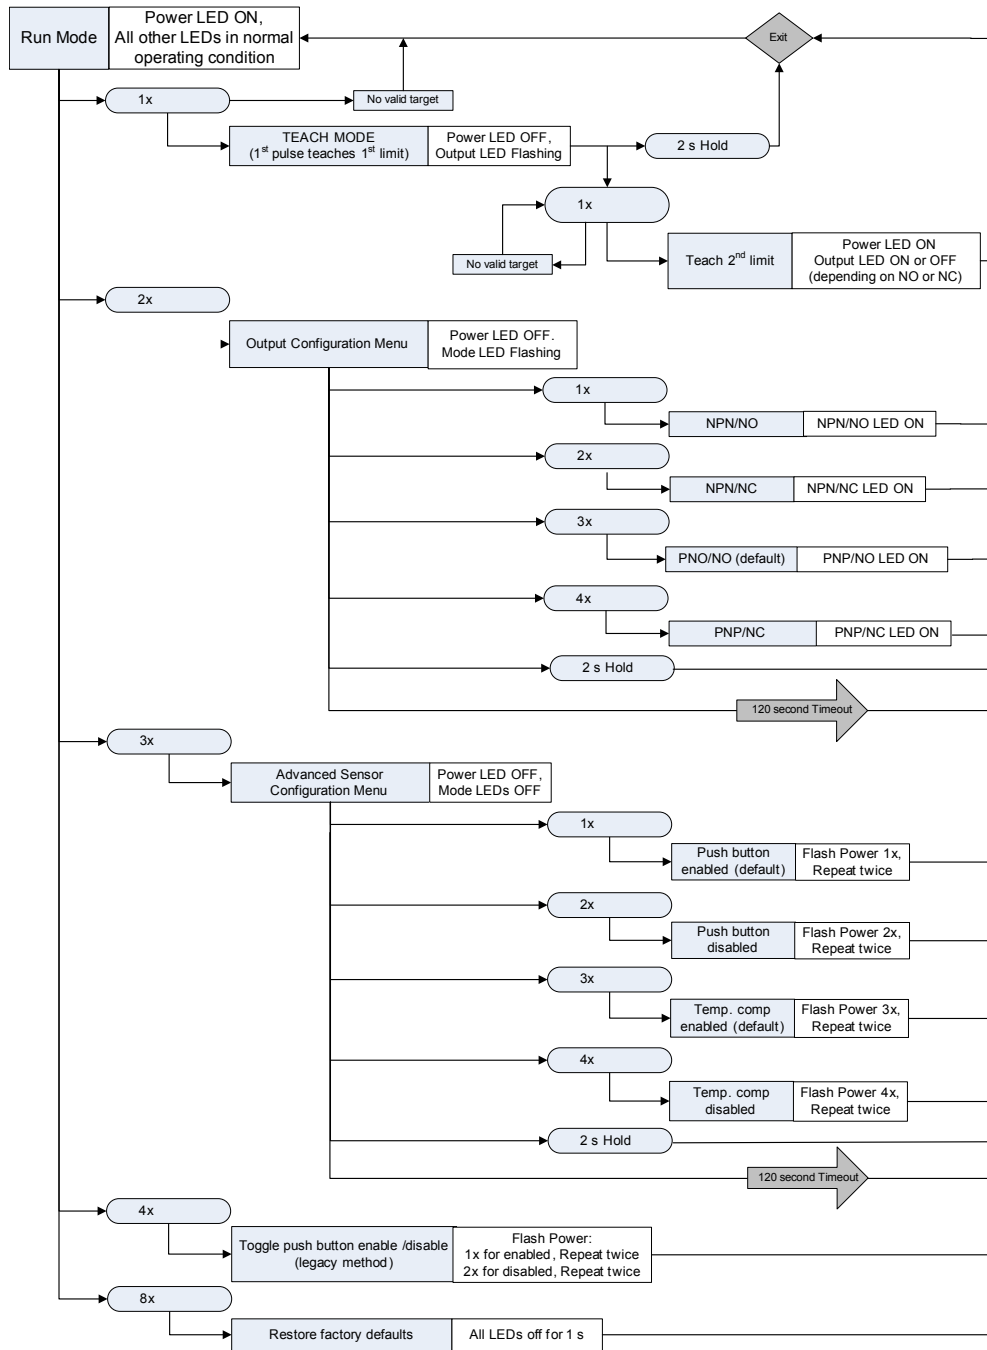 Run Mode
Power LED ON,
All other LEDs in normal
operating condition
Exit
1x
No valid target
TEACH MODE
(1st pulse teaches 1st limit)
Power LED OFF,
Output LED Flashing
2 s Hold
1x
No valid target
Teach 2nd limit
Power LED ON
Output LED ON or OFF
(depending on NO or NC)
2x
Output Configuration Menu
Power LED OFF.
Mode LED Flashing
1x
NPN/NO
NPN/NO LED ON
2x
NPN/NC
NPN/NC LED ON
3x
PNO/NO (default)
PNP/NO LED ON
4x
PNP/NC
PNP/NC LED ON
2 s Hold
120 second Timeout
3x
Advanced Sensor
Configuration Menu
Power LED OFF,
Mode LEDs OFF
1x
Push button
enabled (default)
Flash Power 1x,
Repeat twice
2x
Push button
disabled
Flash Power 2x,
Repeat twice
3x
Temp. comp
enabled (default)
Flash Power 3x,
Repeat twice
4x
Temp. comp
disabled
Flash Power 4x,
Repeat twice
2 s Hold
120 second Timeout
4x
Toggle push button enable /disable
(legacy method)
Flash Power:
1x for enabled, Repeat twice
2x for disabled, Repeat twice
8x
Restore factory defaults
All LEDs off for 1 s